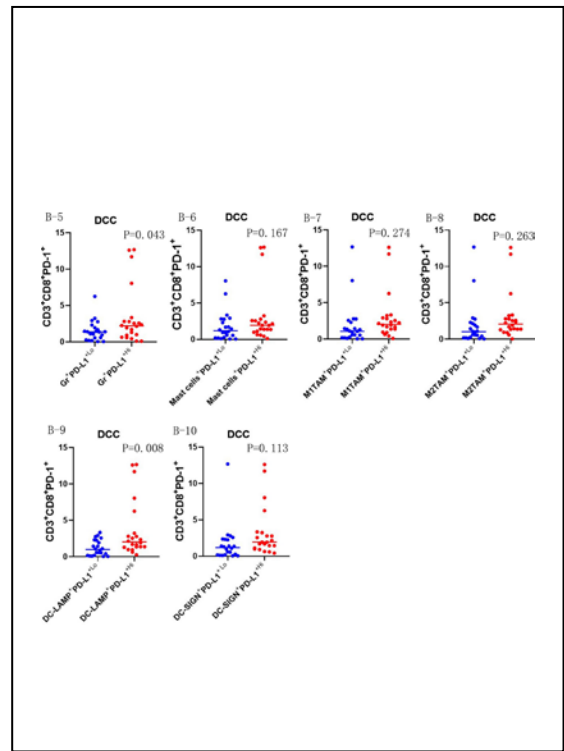 B-5 DCC
P=0.043
CD3+CD8+PD-1+
15
10
5
0
Gr+PD-L1+Lo
Gr+PD-L1+Hi
B-6 DCC
P=0.167
CD3+CD8+PD-1+
15
10
5
0
Mast cells+PD-L1+Lo
Mast cells+PD-L1+Hi
B-7 DCC
P=0.274
CD3+CD8+PD-1+
15
10
5
0
M1TAM+PD-L1+Lo
M1TAM+PD-L1+Hi
B-8 DCC
P=0.263
CD3+CD8+PD-1+
15
10
5
0
M2TAM+PD-L1+Lo
M2TAM+PD-L1+Hi
B-9 DCC
P=0.008
CD3+CD8+PD-1+
15
10
5
0
DC-LAMP+PD-L1+Lo
DC-LAMP+PD-L1+Hi
B-10 DCC
P=0.113
CD3+CD8+PD-1+
15
10
5
0
DC-SIGN+PD-L1+Lo
DC-SIGN+PD-L1+Hi